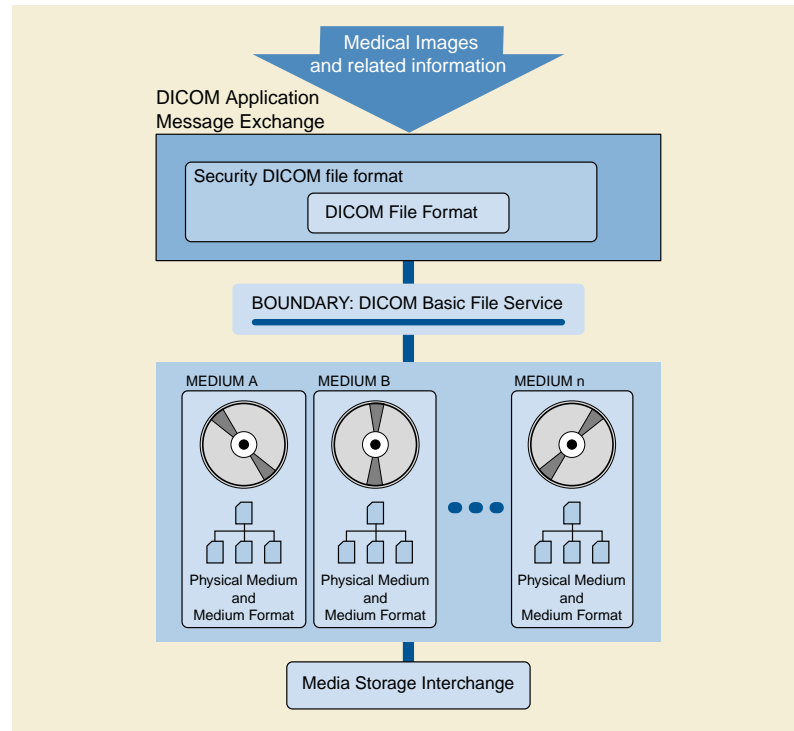 Medical Images
and related information
DICOM Application
Message Exchange
Security DICOM file format
DICOM File Format
BOUNDARY: DICOM Basic File Service
MEDIUM A
MEDIUM B
MEDIUM n
Physical Medium
and
Medium Format
Physical Medium
and
Medium Format
Physical Medium
and
Medium Format
Media Storage Interchange